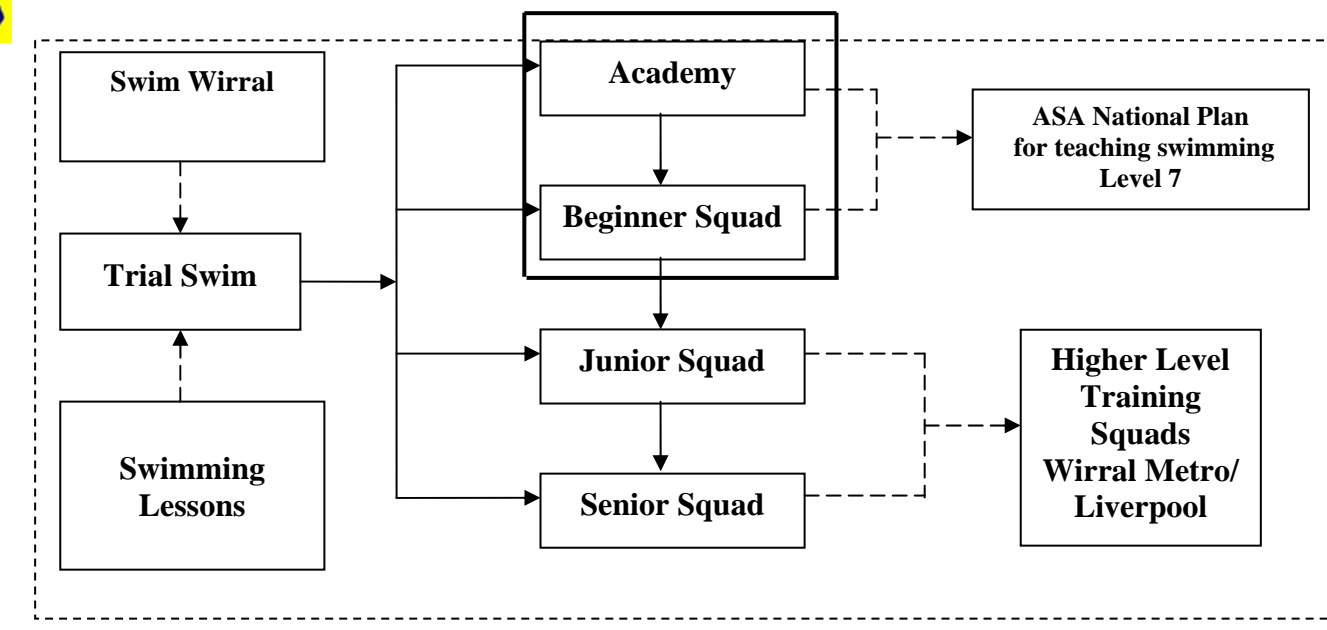 Swim Wirral
Trial Swim
Swimming
Lessons
Academy
Beginner Squad
Junior Squad
Senior Squad
ASA National Plan
for teaching swimming
Level 7
Higher Level
Training
Squads
Wirral Metro/
Liverpool